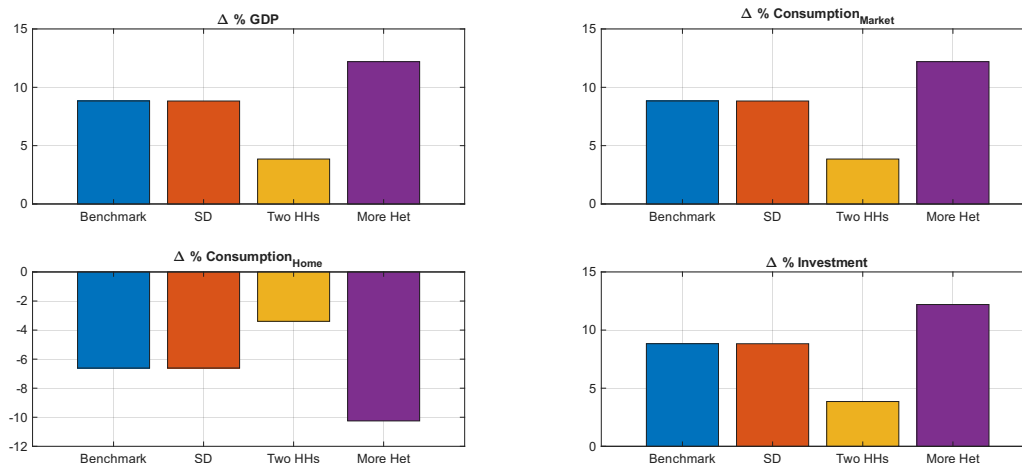 Δ % GDP
15
10
5
0
Benchmark SD Two HHs More Het
Δ % Consumption_Market
15
10
5
0
Benchmark SD Two HHs More Het
Δ % Consumption_Home
0
-2
-4
-6
-8
-10
-12
Benchmark SD Two HHs More Het
Δ % Investment
15
10
5
0
Benchmark SD Two HHs More Het